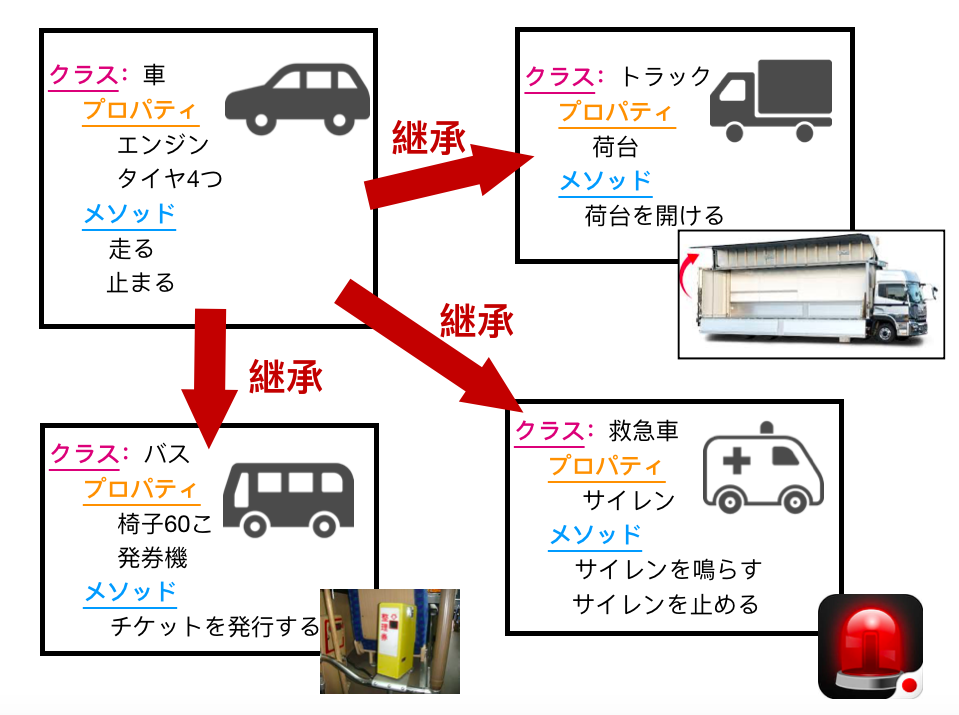 クラス： 車
プロパティ
エンジン
タイヤ4つ
メソッド
走る
止まる
継承
クラス： トラック
プロパティ
荷台
メソッド
荷台を開ける
継承
継承
クラス： バス
プロパティ
椅子60こ
発券機
メソッド
チケットを発行する
整理券
クラス： 救急車
プロパティ
サイレン
メソッド
サイレンを鳴らす
サイレンを止める